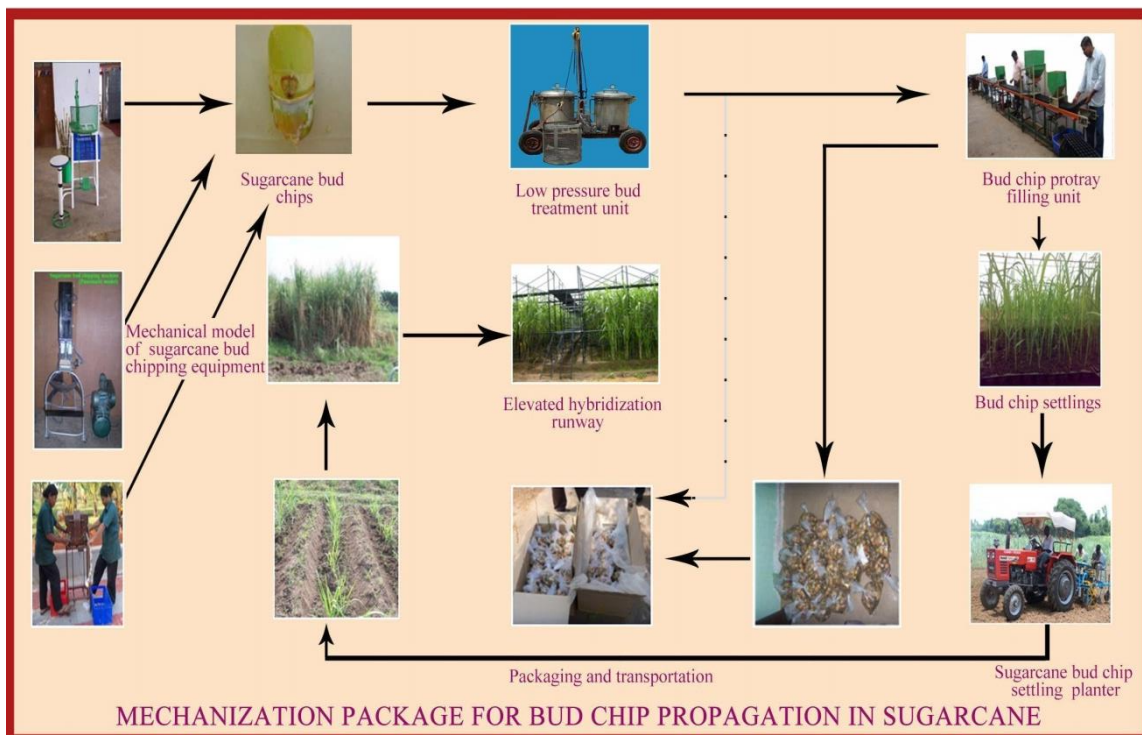 Sugarcane bud
chips
Low pressure bud
treatment unit
Bud chip protray
filling unit
Mechanical model
of sugarcane bud
chipping equipment
Elevated hybridization
runway
Bud chip settlings
Packaging and transportation
Sugarcane bud chip
settling planter
MECHANIZATION PACKAGE FOR BUD CHIP PROPAGATION IN SUGARCANE